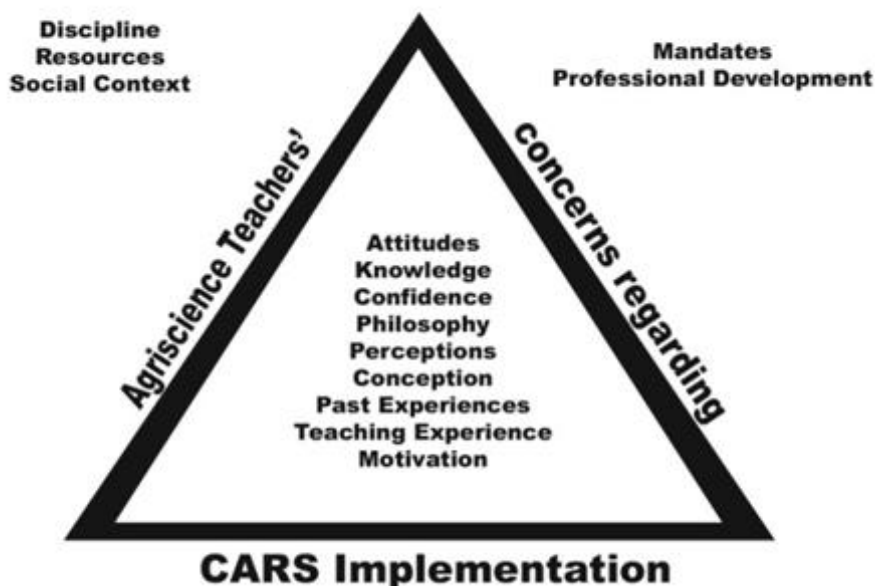 Discipline
Resources
Social Context
Mandates
Professional Development
Agriscience Teachers'
concerns regarding
Attitudes
Knowledge
Confidence
Philosophy
Perceptions
Conception
Past Experiences
Teaching Experience
Motivation
CARS Implementation